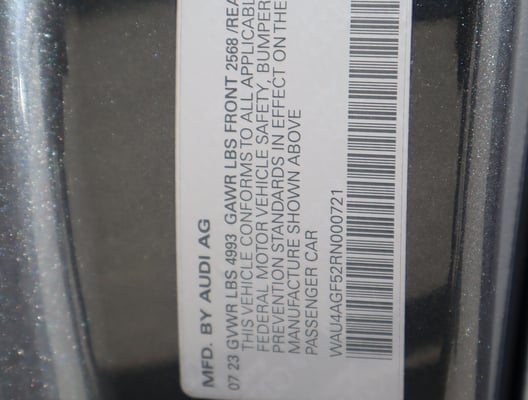 MFD. BY AUDI AG
07 23 GVWR LBS 4993 GAWR LBS FRONT 2568 /REA
THIS VEHICLE CONFORMS TO ALL APPLICABL
FEDERAL MOTOR VEHICLE SAFETY, BUMPER
PREVENTION STANDARDS IN EFFECT ON THE
MANUFACTURE SHOWN ABOVE
PASSENGER CAR
WAU4AGF52RN000721